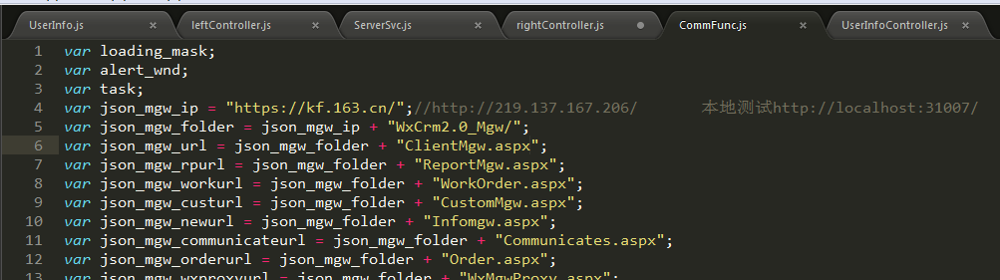 UserInfo.js × leftController.js × ServerSvc.js × rightController.js ● CommFunc.js × UserInfoController.js ×
1 var loading_mask;
2 var alert_wnd;
3 var task;
4 var json_mgw_ip = "https://kf.163.cn/";//http://219.137.167.206/ 本地测试http://localhost:31007/
5 var json_mgw_folder = json_mgw_ip + "WxCrm2.0_Mgw/";
6 var json_mgw_url = json_mgw_folder + "ClientMgw.aspx";
7 var json_mgw_rpurl = json_mgw_folder + "ReportMgw.aspx";
8 var json_mgw_workurl = json_mgw_folder + "WorkOrder.aspx";
9 var json_mgw_custurl = json_mgw_folder + "CustomMgw.aspx";
10 var json_mgw_newurl = json_mgw_folder + "Infomgw.aspx";
11 var json_mgw_communicateurl = json_mgw_folder + "Communicates.aspx";
12 var json_mgw_orderurl = json_mgw_folder + "Order.aspx";
13 var json_mgw_wxproxyurl = json_mgw_folder + "WxMgwProxy.aspx";